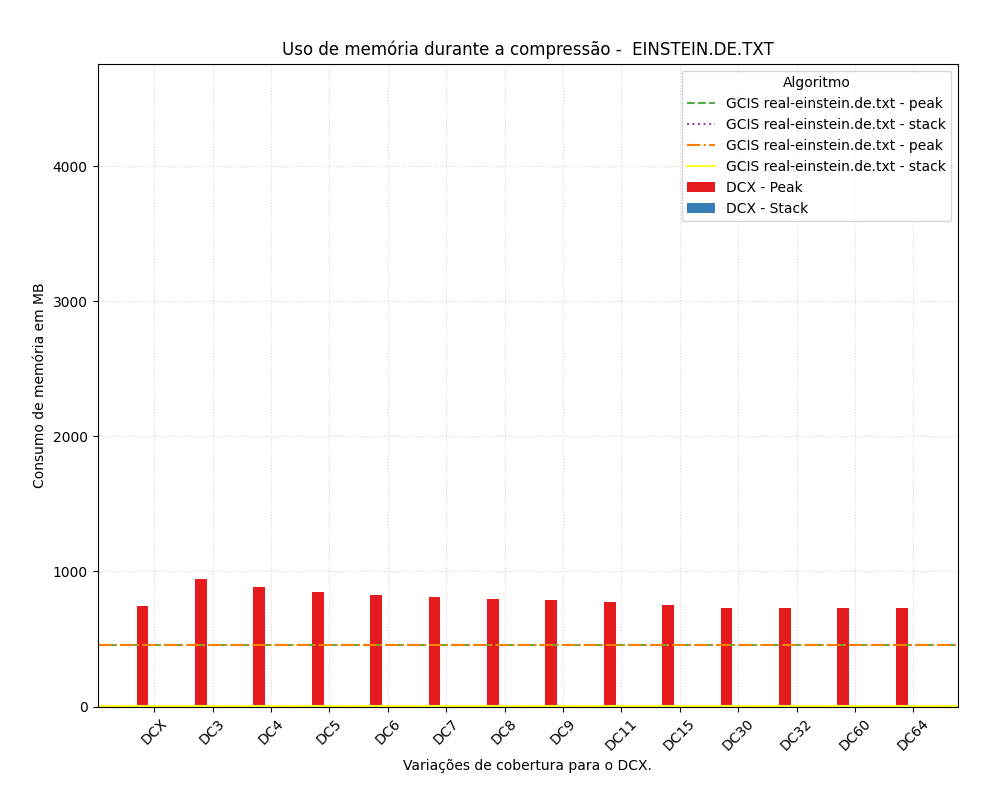 Uso de memória durante a compressão -  EINSTEIN.DE.TXT
Algoritmo
GCIS real-einstein.de.txt - peak
GCIS real-einstein.de.txt - stack
GCIS real-einstein.de.txt - peak
GCIS real-einstein.de.txt - stack
DCX - Peak
DCX - Stack
Consumo de memória em MB
4000
3000
2000
1000
0
DCX DC3 DC4 DC5 DC6 DC7 DC8 DC9 DC11 DC15 DC30 DC32 DC60 DC64
Variações de cobertura para o DCX.